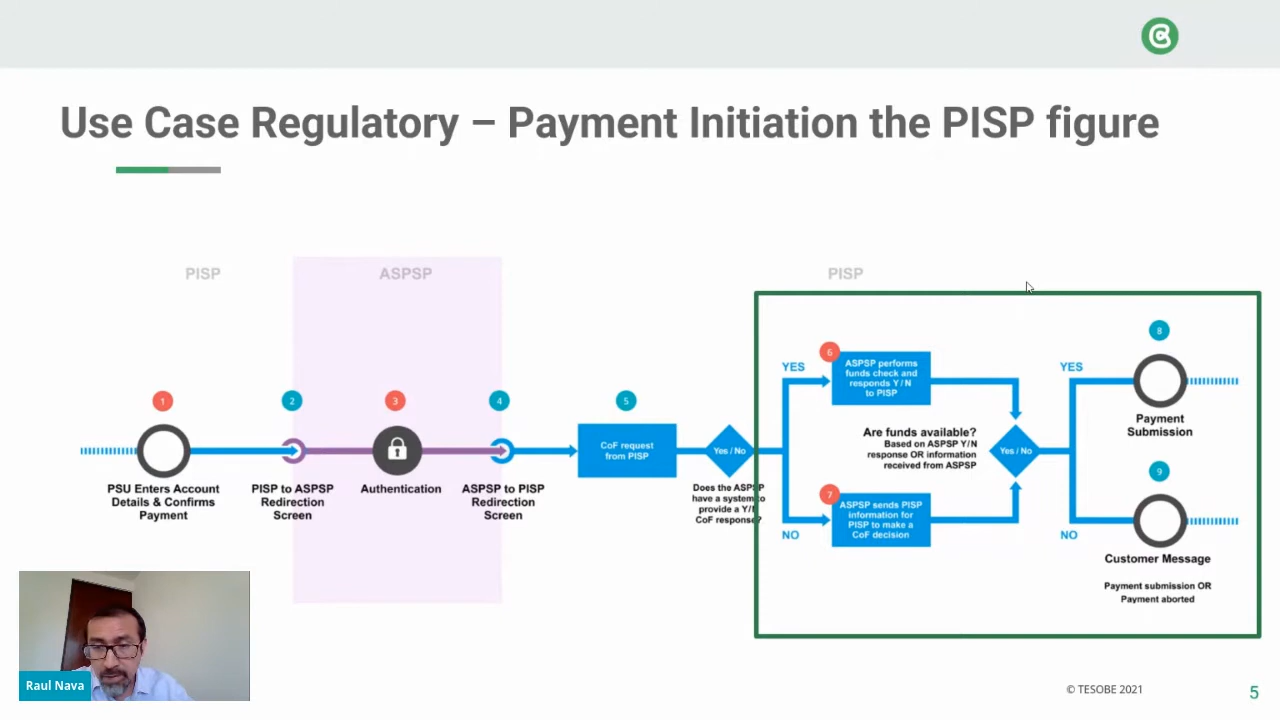 Use Case Regulatory – Payment Initiation the PISP figure
PISP
ASPSP
PISP
1
PSU Enters Account
Details & Confirms
Payment
2
PISP to ASPSP
Redirection
Screen
3
Authentication
4
ASPSP to PISP
Redirection
Screen
5
CoF request
from PISP
Yes / No
Does the ASPSP
have a system to
provide a Y/N
CoF response?
YES
6
ASPSP performs
funds check and
responds Y / N
to PISP
NO
7
ASPSP sends PISP
information for
PISP to make a
CoF decision
Are funds available?
Based on ASPSP Y/N
response OR information
received from ASPSP
Yes / No
YES
8
Payment
Submission
NO
9
Customer Message
Payment submission OR
Payment aborted
Raul Nava
© TESOBE 2021
5